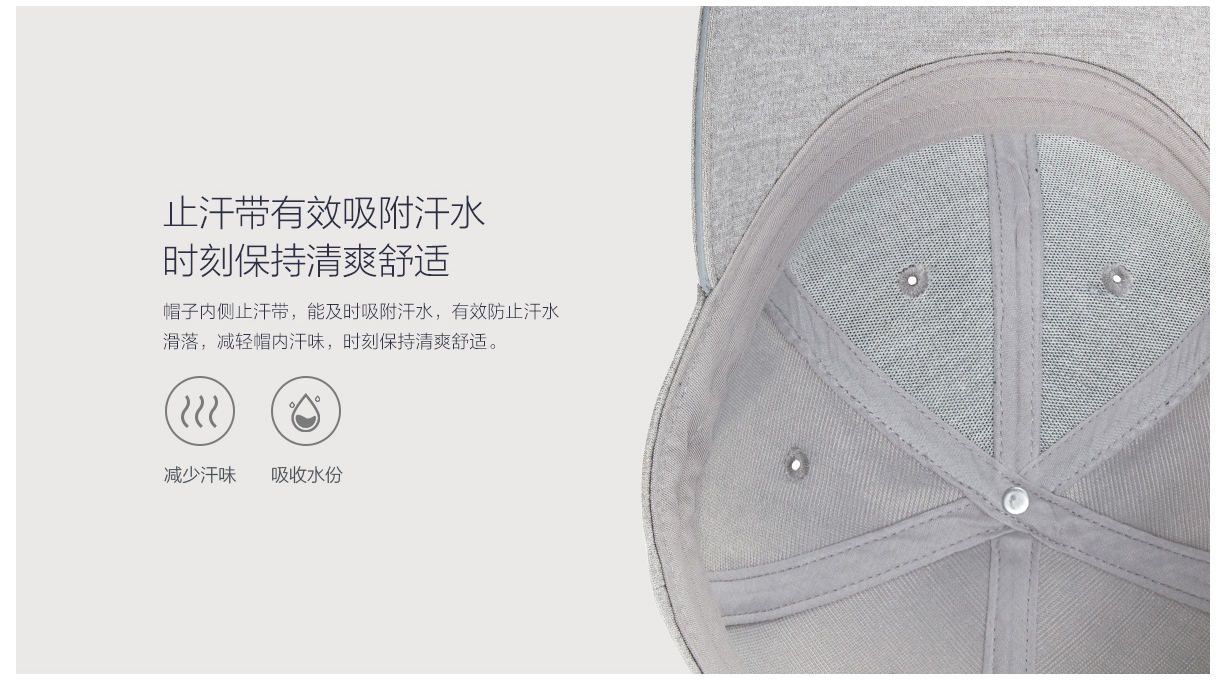 止汗带有效吸附汗水
时刻保持清爽舒适
帽子内侧止汗带，能及时吸附汗水，有效防止汗水
滑落，减轻帽内汗味，时刻保持清爽舒适。
减少汗味 吸收水份